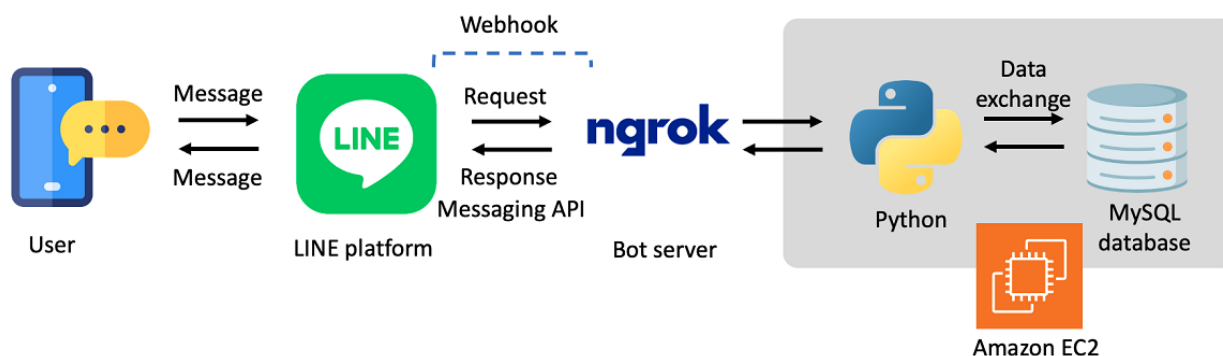 Webhook
Message
Message
User
LINE
LINE platform
Request
Response
Messaging API
ngrok
Bot server
Python
Data
exchange
MySQL
database
Amazon EC2